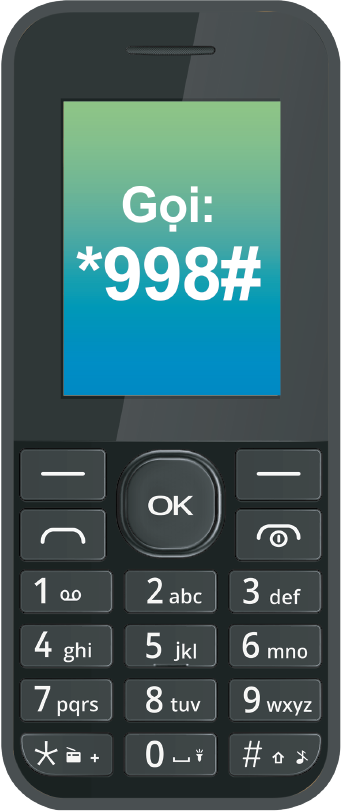 Gọi:
*998#
OK
1
2 abc
3 def
4 ghi
5 jkl
6 mno
7 pqrs
8 tuv
9 wxyz
* +
0
#